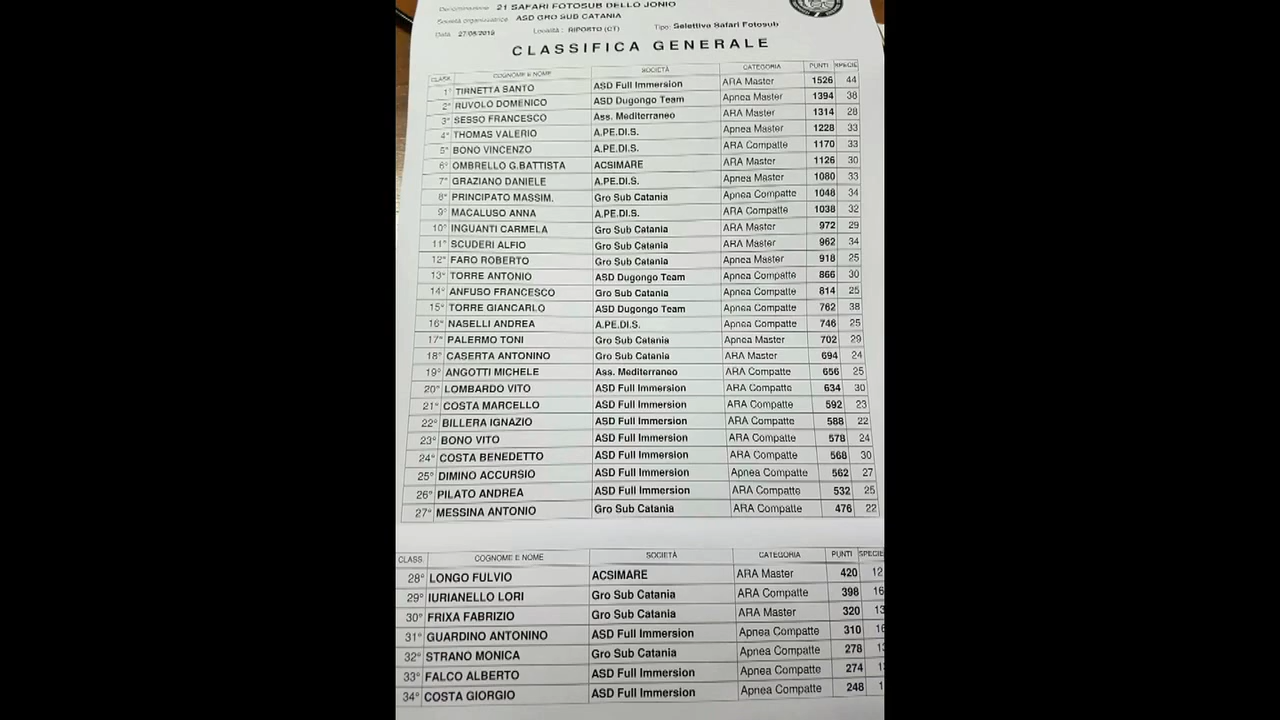 Denominazione 21 SAFARI FOTOSUB DELLO JONIO
Società organizzatrice ASD GRO SUB CATANIA
Data Località : RIPOSTO (CT) Tipo: Selettiva Safari Fotosub
CLASSIFICA GENERALE
CLASS. COGNOME E NOME SOCIETÀ CATEGORIA PUNTI SPECIE
1° TIRNETTA SANTO ASD Full Immersion ARA Master 1526 44
2° RUVOLO DOMENICO ASD Dugongo Team Apnea Master 1394 38
3° SESSO FRANCESCO Ass. Mediterraneo ARA Master 1314 28
4° THOMAS VALERIO A.PE.DI.S. Apnea Master 1228 33
5° BONO VINCENZO A.PE.DI.S. ARA Compatte 1170 33
6° OMBRELLO G.BATTISTA ACSIMARE ARA Master 1126 30
7° GRAZIANO DANIELE A.PE.DI.S. Apnea Master 1080 33
8° PRINCIPATO MASSIM. Gro Sub Catania Apnea Compatte 1048 34
9° MACALUSO ANNA A.PE.DI.S. ARA Compatte 1038 32
10° INGUANTI CARMELA Gro Sub Catania ARA Master 972 29
11° SCUDERI ALFIO Gro Sub Catania ARA Master 962 34
12° FARO ROBERTO Gro Sub Catania Apnea Master 918 25
13° TORRE ANTONIO ASD Dugongo Team Apnea Compatte 866 30
14° ANFUSO FRANCESCO Gro Sub Catania Apnea Compatte 814 25
15° TORRE GIANCARLO ASD Dugongo Team Apnea Compatte 762 38
16° NASELLI ANDREA A.PE.DI.S. Apnea Compatte 746 25
17° PALERMO TONI Gro Sub Catania Apnea Master 702 29
18° CASERTA ANTONINO Gro Sub Catania ARA Master 694 24
19° ANGOTTI MICHELE Ass. Mediterraneo ARA Compatte 656 25
20° LOMBARDO VITO ASD Full Immersion ARA Compatte 634 30
21° COSTA MARCELLO ASD Full Immersion ARA Compatte 592 23
22° BILLERA IGNAZIO ASD Full Immersion ARA Compatte 588 22
23° BONO VITO ASD Full Immersion ARA Compatte 578 24
24° COSTA BENEDETTO ASD Full Immersion ARA Compatte 568 30
25° DIMINO ACCURSIO ASD Full Immersion Apnea Compatte 562 27
26° PILATO ANDREA ASD Full Immersion ARA Compatte 532 25
27° MESSINA ANTONIO Gro Sub Catania ARA Compatte 476 22
CLASS. COGNOME E NOME SOCIETÀ CATEGORIA PUNTI SPECIE
28° LONGO FULVIO ACSIMARE ARA Master 420 12
29° IURIANELLO LORI Gro Sub Catania ARA Compatte 398 16
30° FRIXA FABRIZIO Gro Sub Catania ARA Master 320 13
31° GUARDINO ANTONINO ASD Full Immersion Apnea Compatte 310
32° STRANO MONICA Gro Sub Catania Apnea Compatte 278
33° FALCO ALBERTO ASD Full Immersion Apnea Compatte 274
34° COSTA GIORGIO ASD Full Immersion Apnea Compatte 248